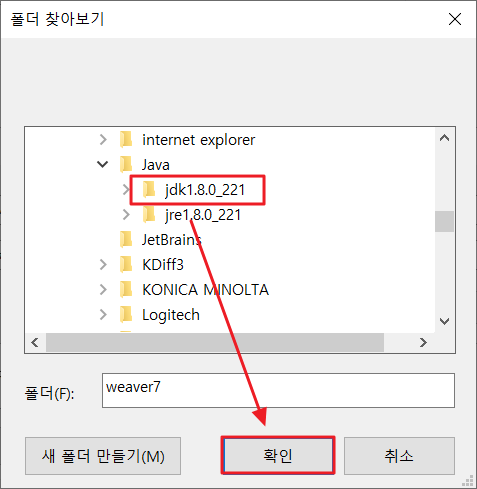 폴더 찾아보기
internet explorer
Java
jdk1.8.0_221
jre1.8.0_221
JetBrains
KDiff3
KONICA MINOLTA
Logitech
폴더(F): weaver7
새 폴더 만들기(M) 확인 취소